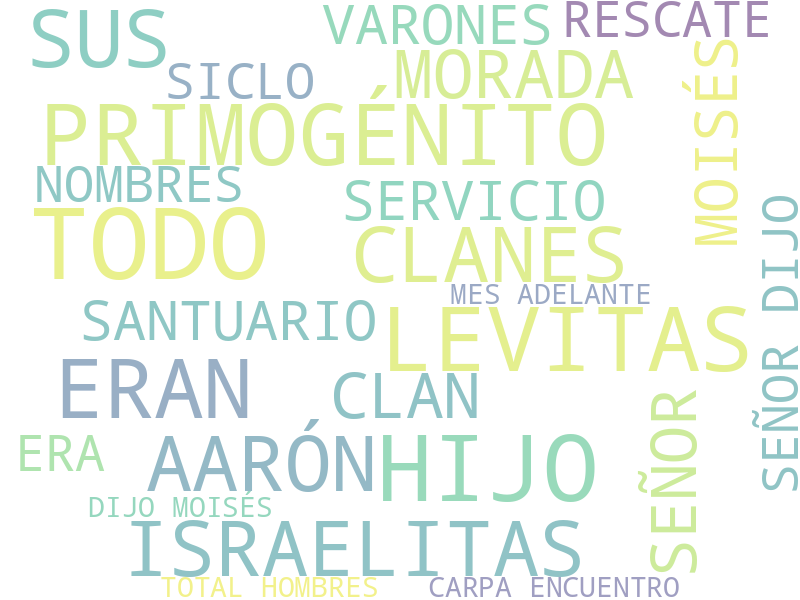 SUS
VARONES
RESCATE
SICLO
MORADA
PRIMOGÉNITO
MOISÉS
NOMBRES
SERVICIO
TODO
CLANES
SEÑOR DIJO
MES ADELANTE
SANTUARIO
LEVITAS
ERAN
CLAN
SEÑOR
ERA
AARÓN
HIJO
DIJO MOISÉS
ISRAELITAS
TOTAL HOMBRES
CARPA ENCUENTRO